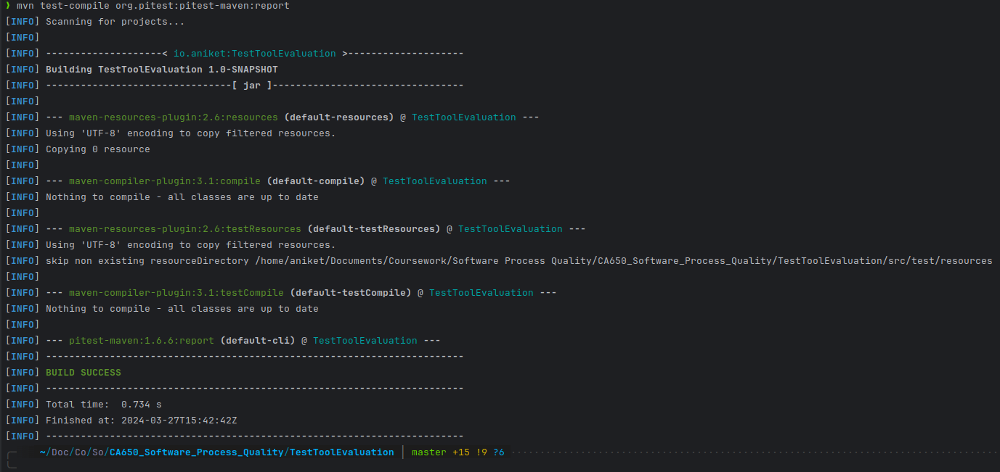 ❯ mvn test-compile org.pitest:pitest-maven:report
[INFO] Scanning for projects...
[INFO]
[INFO] --------------------< io.aniket:TestToolEvaluation >--------------------
[INFO] Building TestToolEvaluation 1.0-SNAPSHOT
[INFO] --------------------------------[ jar ]---------------------------------
[INFO]
[INFO] --- maven-resources-plugin:2.6:resources (default-resources) @ TestToolEvaluation ---
[INFO] Using 'UTF-8' encoding to copy filtered resources.
[INFO] Copying 0 resource
[INFO]
[INFO] --- maven-compiler-plugin:3.1:compile (default-compile) @ TestToolEvaluation ---
[INFO] Nothing to compile - all classes are up to date
[INFO]
[INFO] --- maven-resources-plugin:2.6:testResources (default-testResources) @ TestToolEvaluation ---
[INFO] Using 'UTF-8' encoding to copy filtered resources.
[INFO] skip non existing resourceDirectory /home/aniket/Documents/Coursework/Software Process Quality/CA650_Software_Process_Quality/TestToolEvaluation/src/test/resources
[INFO]
[INFO] --- maven-compiler-plugin:3.1:testCompile (default-testCompile) @ TestToolEvaluation ---
[INFO] Nothing to compile - all classes are up to date
[INFO]
[INFO] --- pitest-maven:1.6.6:report (default-cli) @ TestToolEvaluation ---
[INFO] ------------------------------------------------------------------------
[INFO] BUILD SUCCESS
[INFO] ------------------------------------------------------------------------
[INFO] Total time:  0.734 s
[INFO] Finished at: 2024-03-27T15:42:42Z
[INFO] ------------------------------------------------------------------------
~/Doc/Co/So/CA650_Software_Process_Quality/TestToolEvaluation │ master +15 !9 ?6